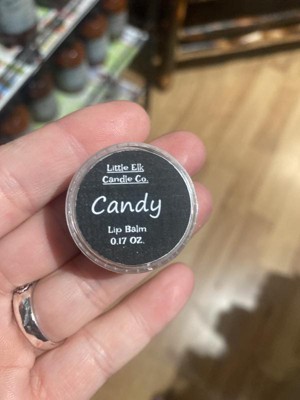 Little Elk
Candle Co.
Candy
Lip Balm
0.17 OZ.